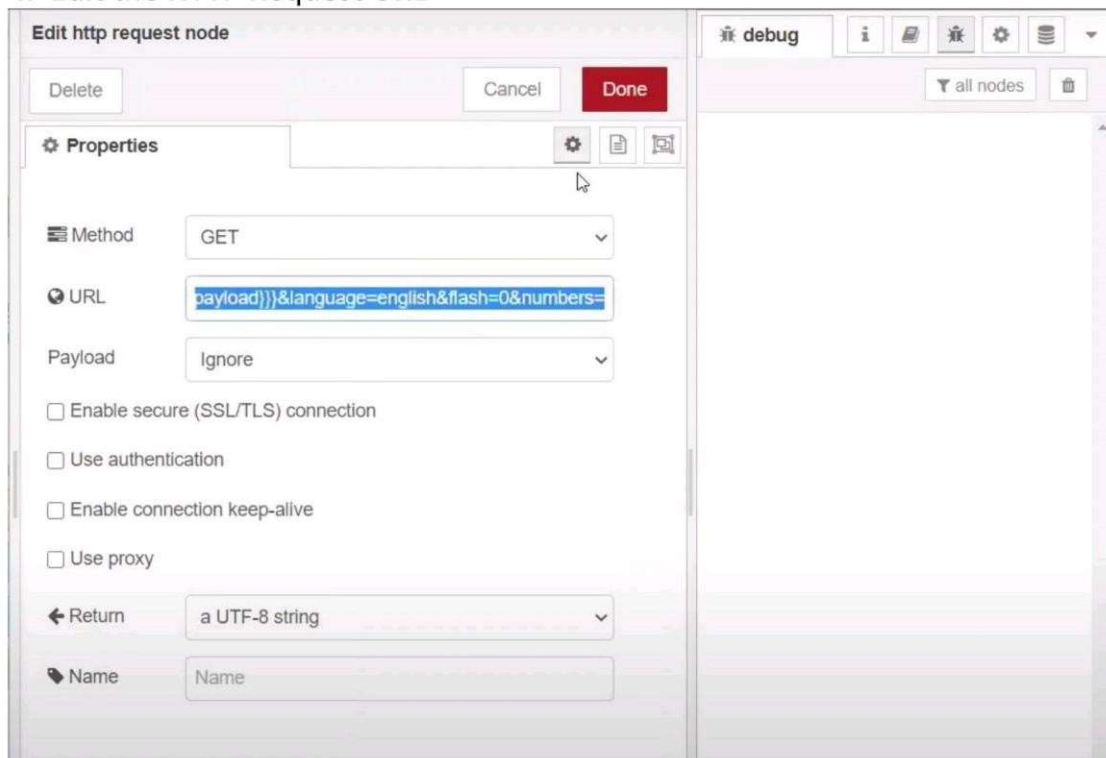 Edit http request node
debug
i
Delete
Cancel
Done
all nodes
Properties
Method
GET
URL
payload}}}&language=english&flash=0&numbers=
Payload
Ignore
Enable secure (SSL/TLS) connection
Use authentication
Enable connection keep-alive
Use proxy
Return
a UTF-8 string
Name
Name